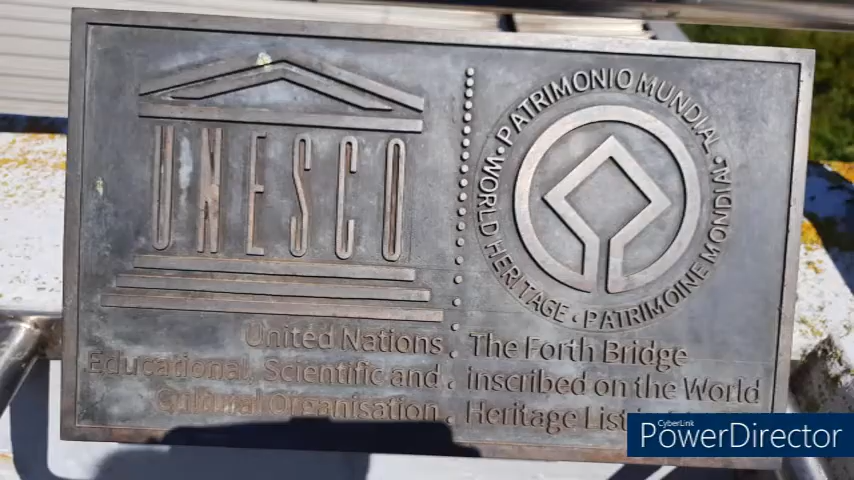 UNESCO
United Nations
Educational, Scientific and
Cultural Organisation
PATRIMONIO MUNDIAL • WORLD HERITAGE • PATRIMOINE MONDIAL •
The Forth Bridge
inscribed on the World
Heritage List
CyberLink
PowerDirector